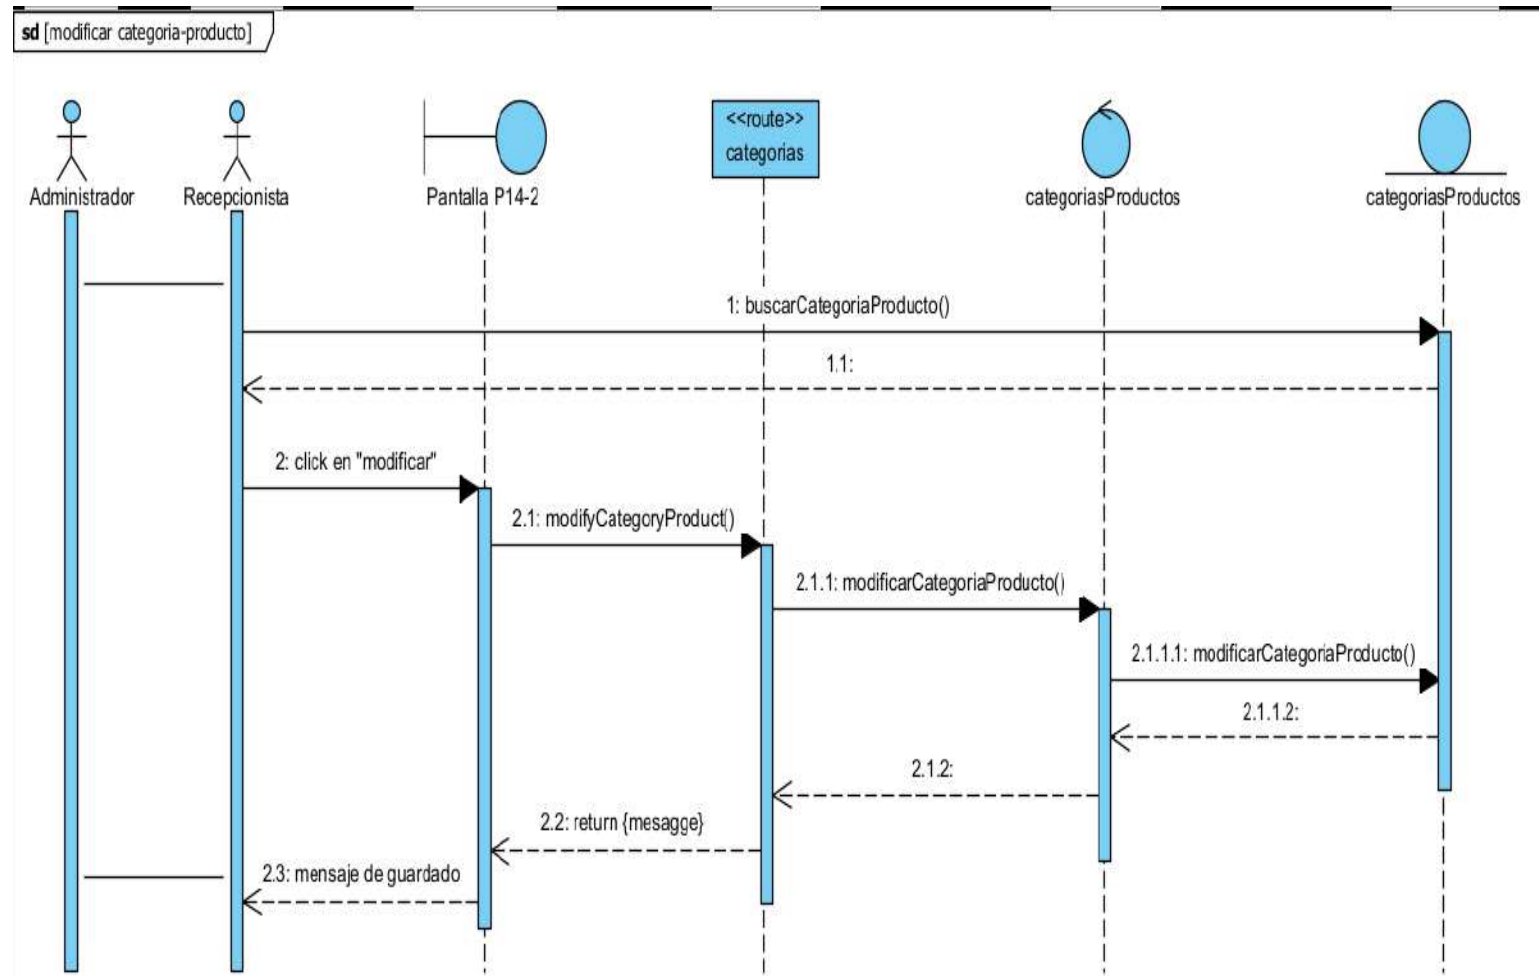 sd [modificar categoria-producto]
<<route>>
categorias
Administrador
Recepcionista
Pantalla P14-2
categoriasProductos
categoriasProductos
1: buscarCategoriaProducto()
1.1:
2: click en "modificar"
2.1: modifyCategoryProduct()
2.1.1: modificarCategoriaProducto()
2.1.1.1: modificarCategoriaProducto()
2.1.1.2:
2.1.2:
2.2: return {mesagge}
2.3: mensaje de guardado